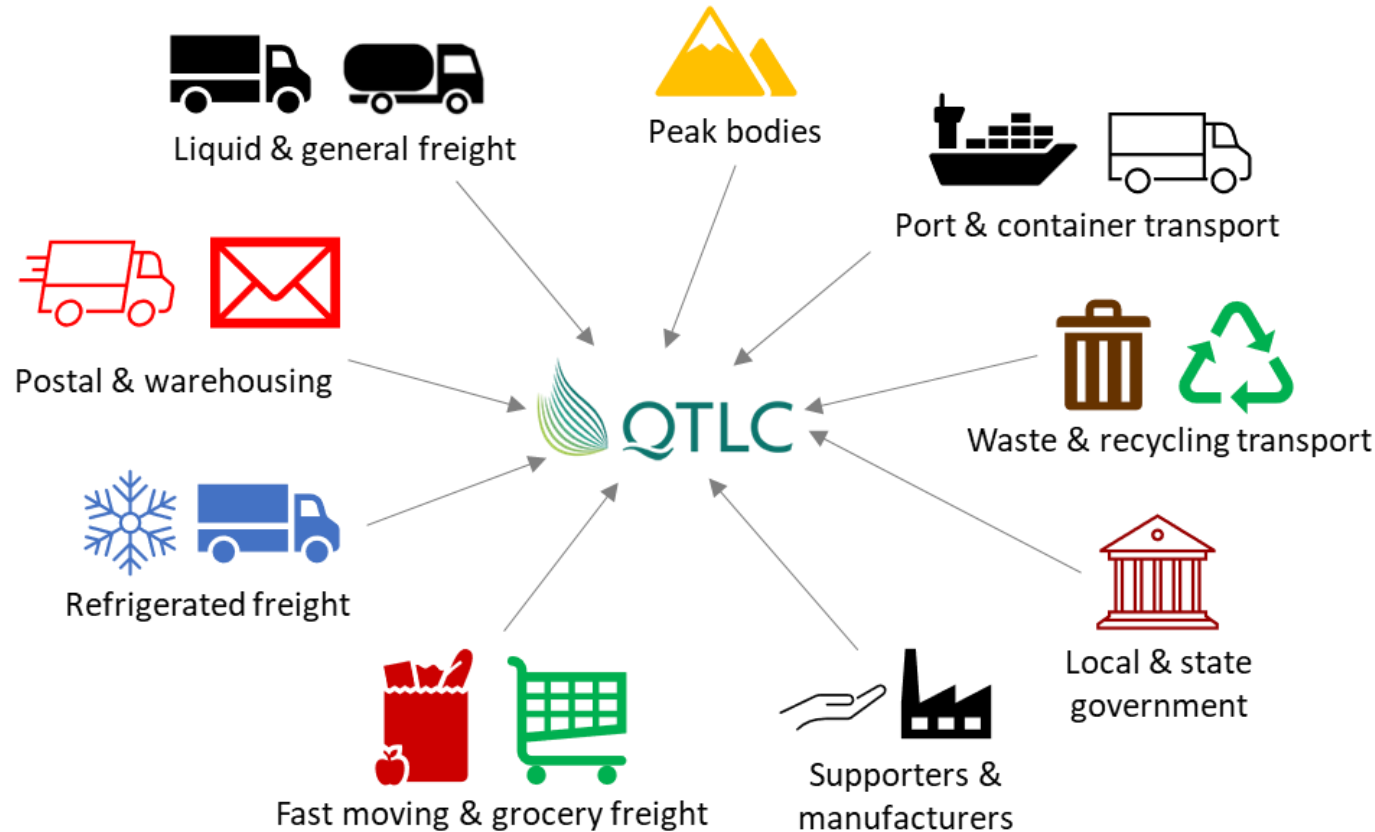 Liquid & general freight
Peak bodies
Port & container transport
Postal & warehousing
QTLC
Waste & recycling transport
Refrigerated freight
Local & state
government
Fast moving & grocery freight
Supporters &
manufacturers